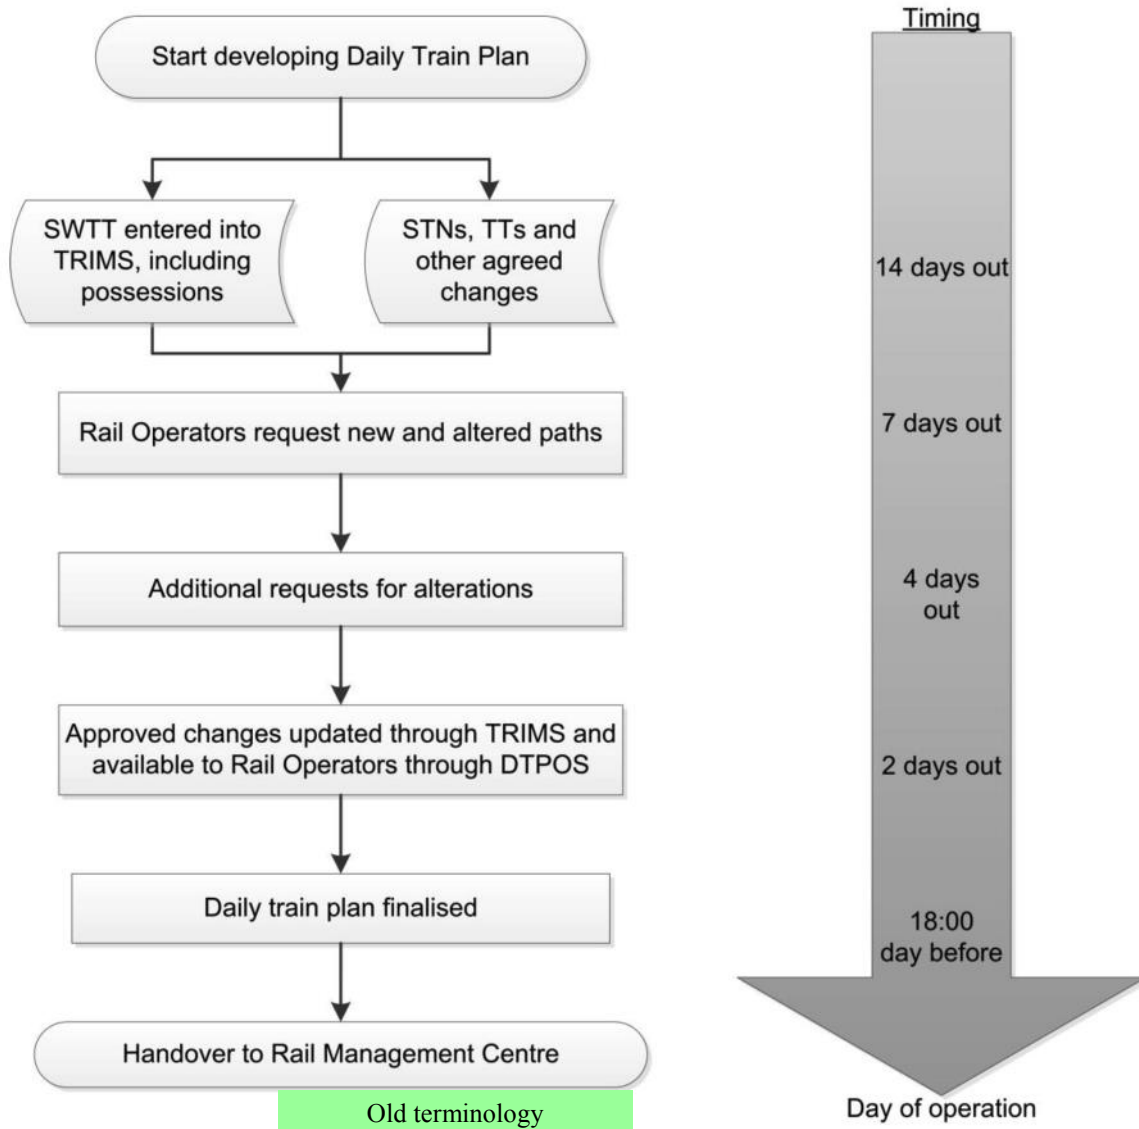 Timing
Start developing Daily Train Plan
SWTT entered into
TRIMS, including
possessions
STNs, TTs and
other agreed
changes
14 days out
Rail Operators request new and altered paths
7 days out
Additional requests for alterations
4 days
out
Approved changes updated through TRIMS and
available to Rail Operators through DTPOS
2 days out
Daily train plan finalised
18:00
day before
Handover to Rail Management Centre
Old terminology
Day of operation